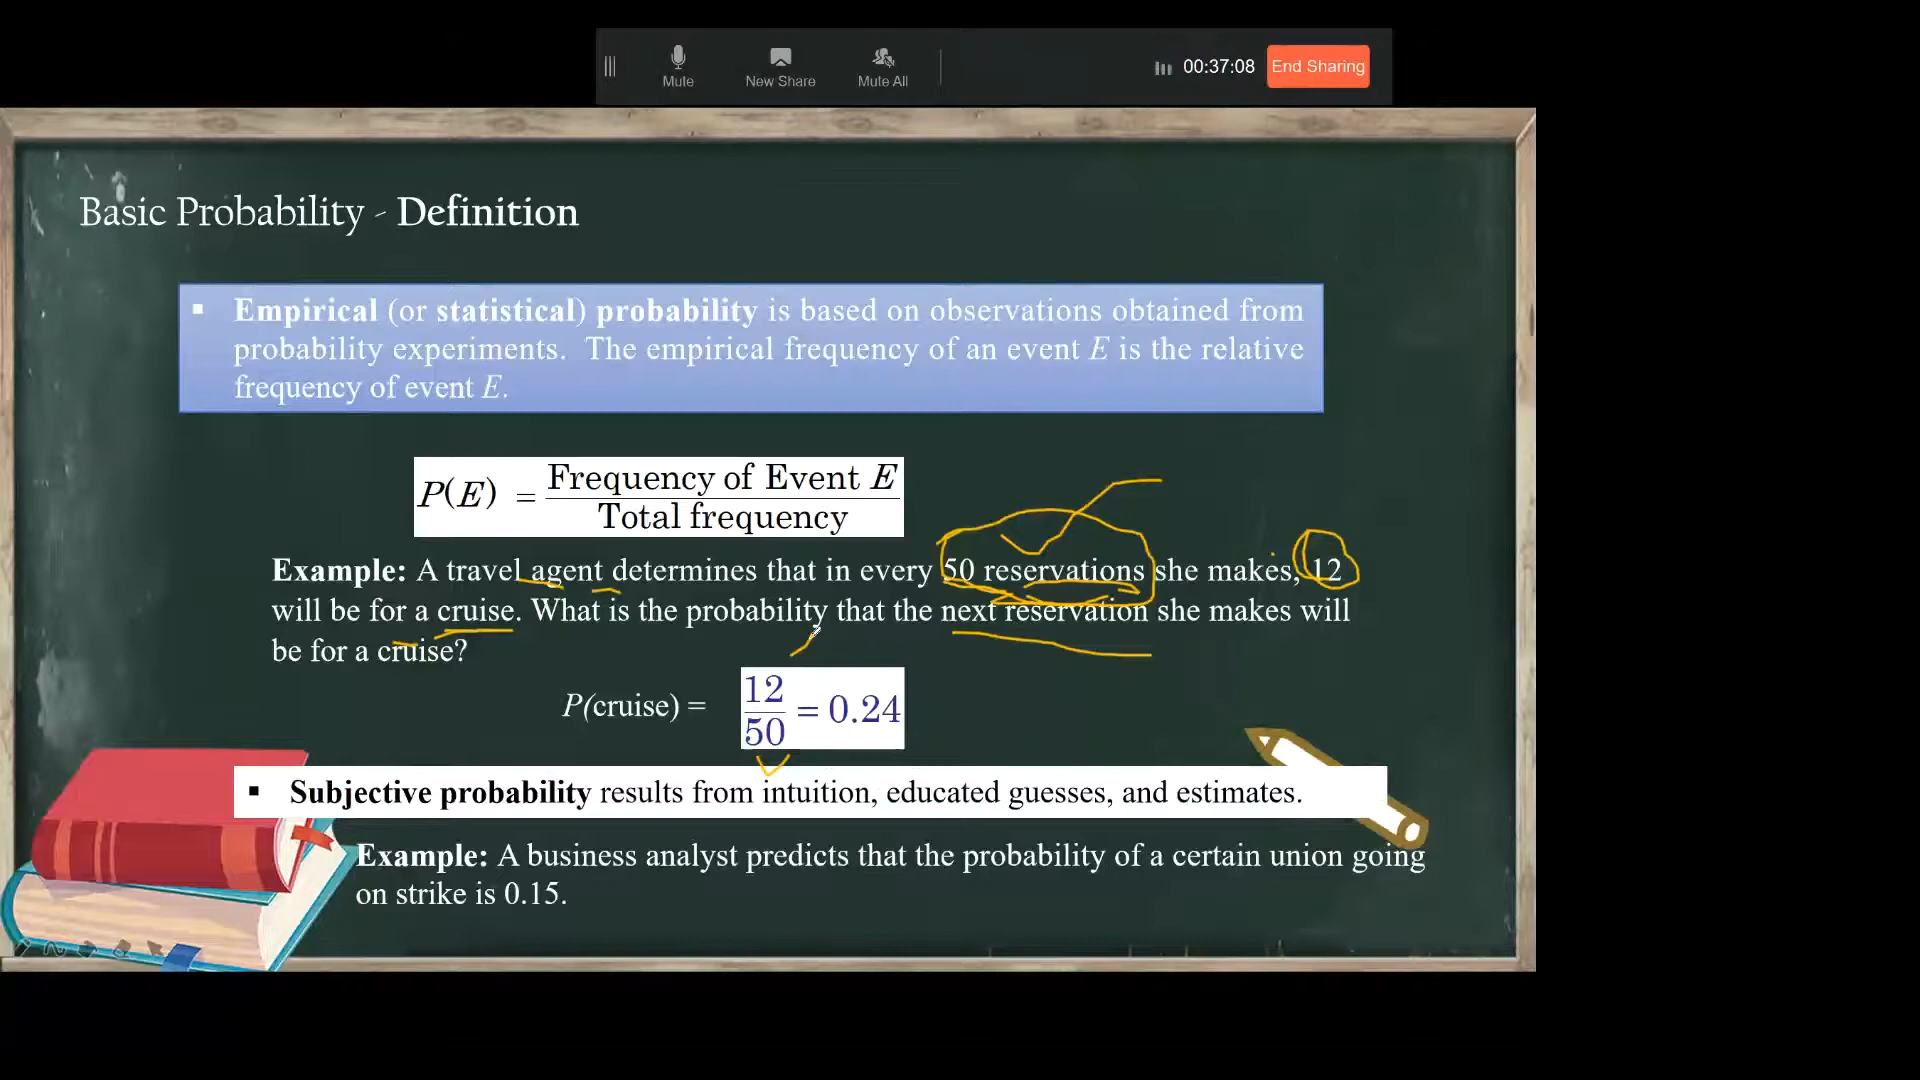 Mute
New Share
Mute All
00:37:08
End Sharing
Basic Probability - Definition
▪ Empirical (or statistical) probability is based on observations obtained from
probability experiments. The empirical frequency of an event E is the relative
frequency of event E.
P(E) = Frequency of Event E
Total frequency
Example: A travel agent determines that in every 50 reservations she makes, 12
will be for a cruise. What is the probability that the next reservation she makes will
be for a cruise?
P(cruise) = 12/50 = 0.24
▪ Subjective probability results from intuition, educated guesses, and estimates.
Example: A business analyst predicts that the probability of a certain union going
on strike is 0.15.